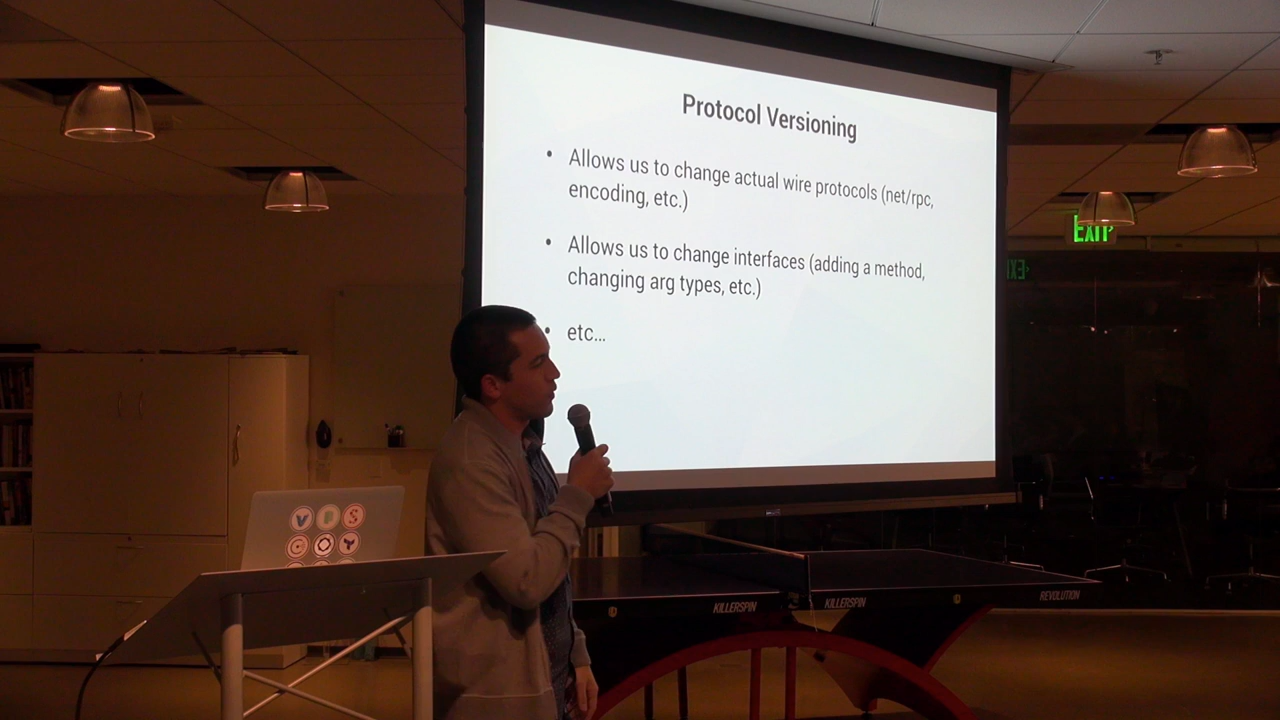 Protocol Versioning
• Allows us to change actual wire protocols (net/rpc,
encoding, etc.)
• Allows us to change interfaces (adding a method,
changing arg types, etc.)
• etc...
EXIT
EXIT
V
KILLERSPIN
KILLERSPIN
REVOLUTION